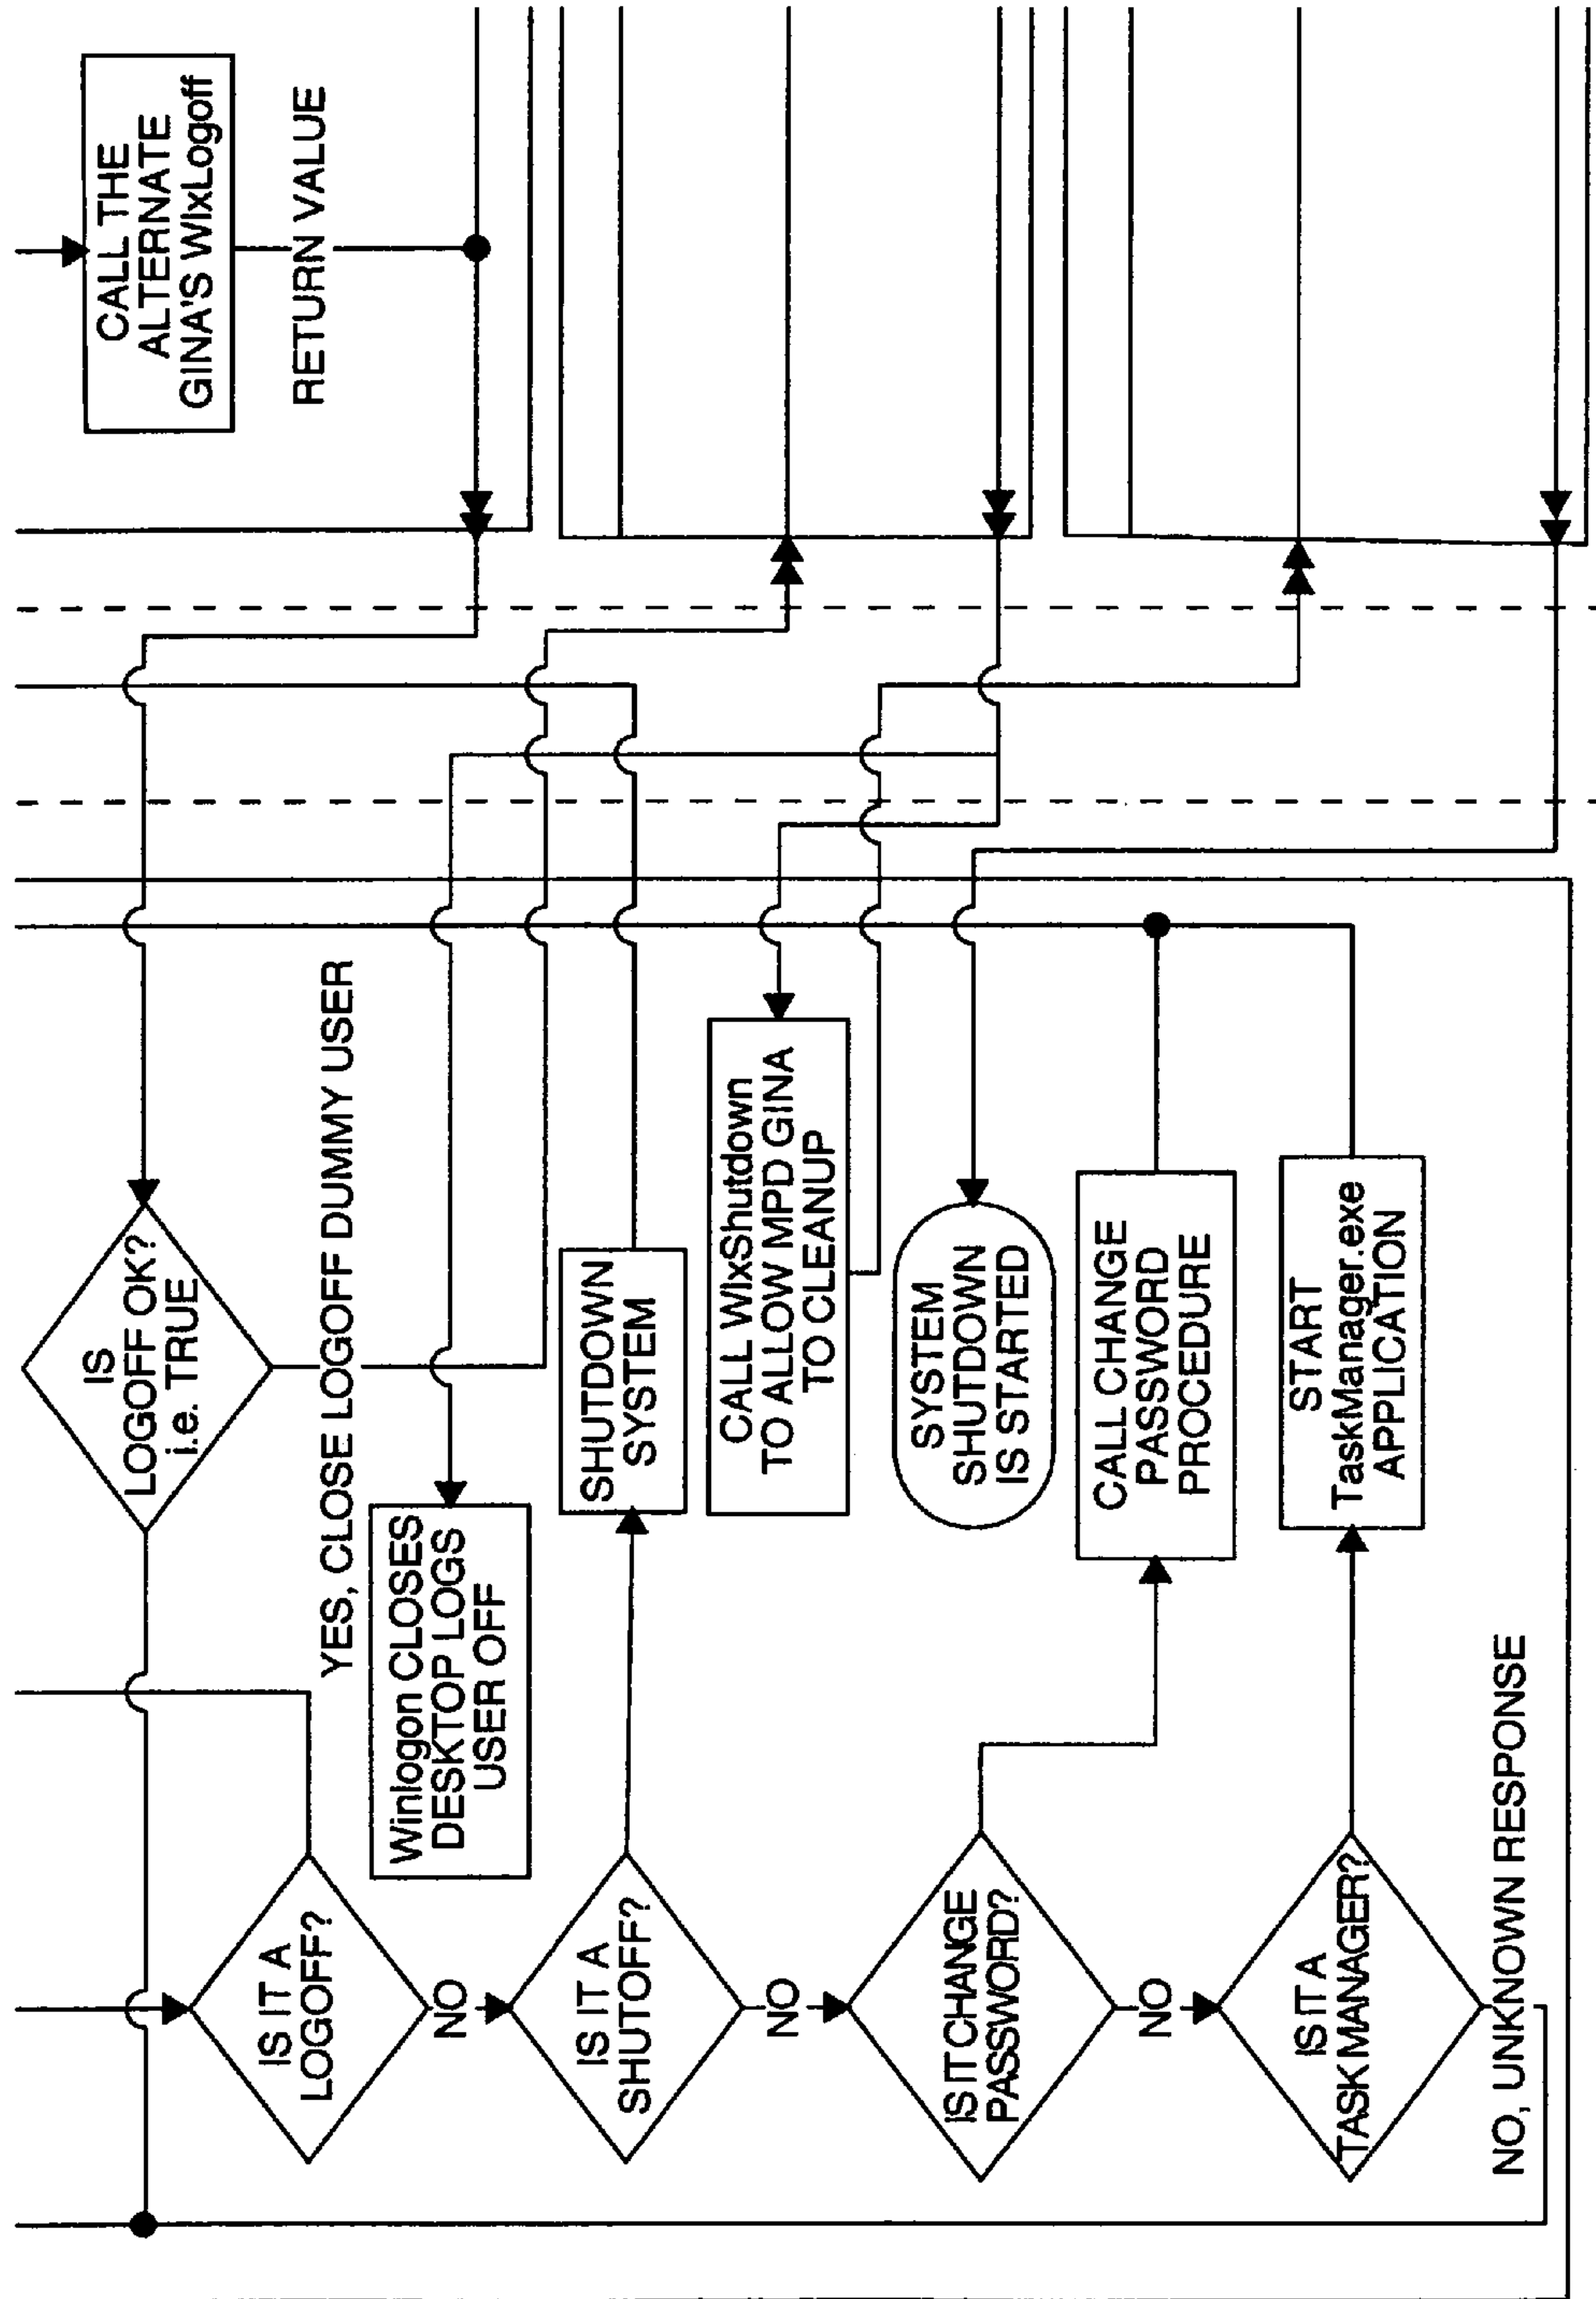 CALL THE
ALTERNATE
GINA'S WlxLogoff
RETURN VALUE
IS
LOGOFF OK?
i.e. TRUE
YES, CLOSE LOGOFF DUMMY USER
IS IT A
LOGOFF?
NO
Winlogon CLOSES
DESKTOP LOGS
USER OFF
IS IT A
SHUTOFF?
NO
SHUTDOWN
SYSTEM
CALL WlxShutdown
TO ALLOW MPD GINA
TO CLEANUP
SYSTEM
SHUTDOWN
IS STARTED
IS IT CHANGE
PASSWORD?
NO
CALL CHANGE
PASSWORD
PROCEDURE
IS IT A
TASKMANAGER?
START
TaskManager.exe
APPLICATION
NO, UNKNOWN RESPONSE